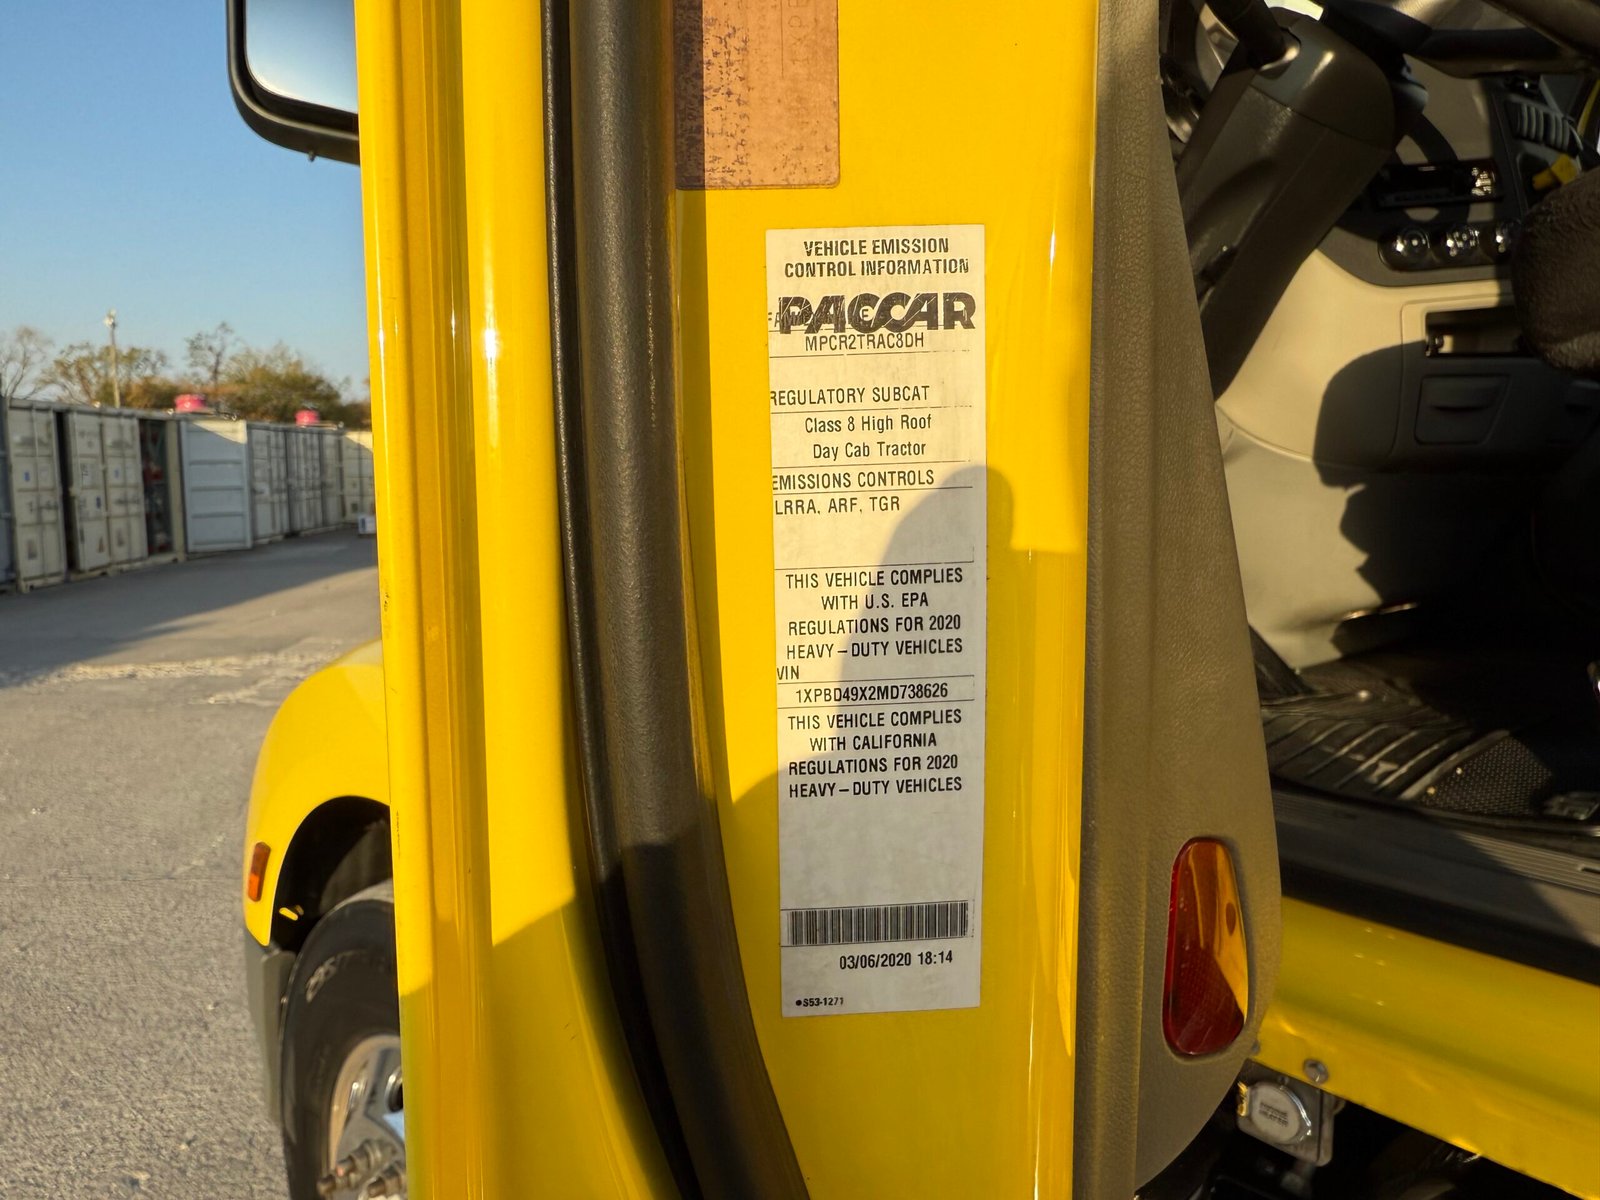 VEHICLE EMISSION
CONTROL INFORMATION
PACCAR
MPCR2TRAC8DH
REGULATORY SUBCAT
Class 8 High Roof
Day Cab Tractor
EMISSIONS CONTROLS
LRRA, ARF, TGR
THIS VEHICLE COMPLIES
WITH U.S. EPA
REGULATIONS FOR 2020
HEAVY-DUTY VEHICLES
VIN
1XPBD49X2MD738626
THIS VEHICLE COMPLIES
WITH CALIFORNIA
REGULATIONS FOR 2020
HEAVY-DUTY VEHICLES
03/06/2020 18:14
●S53-1271